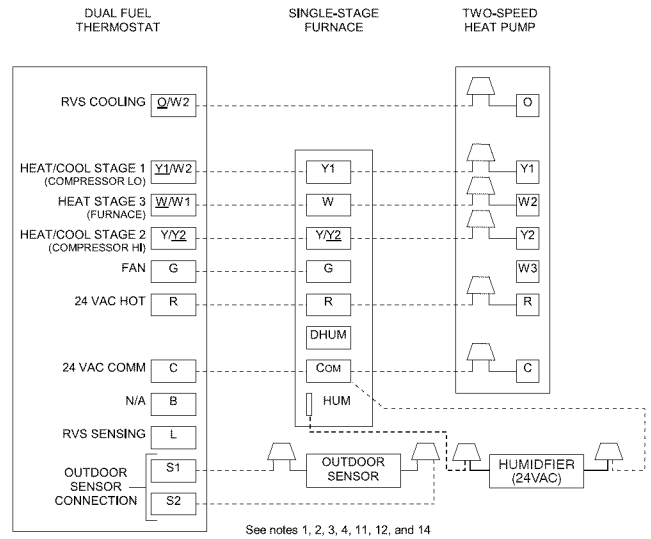 DUAL FUEL
THERMOSTAT
SINGLE-STAGE
FURNACE
TWO-SPEED
HEAT PUMP
RVS COOLING
O/W2
O
HEAT/COOL STAGE 1
(COMPRESSOR LO)
Y1/W2
Y1
Y1
HEAT STAGE 3
(FURNACE)
W/W1
W
W2
HEAT/COOL STAGE 2
(COMPRESSOR HI)
Y/Y2
Y/Y2
Y2
FAN
G
G
W3
24 VAC HOT
R
R
R
DHUM
24 VAC COMM
C
COM
C
N/A
B
HUM
RVS SENSING
L
OUTDOOR
SENSOR
CONNECTION
S1
S2
OUTDOOR
SENSOR
HUMIDFIER
(24VAC)
See notes 1, 2, 3, 4, 11, 12, and 14